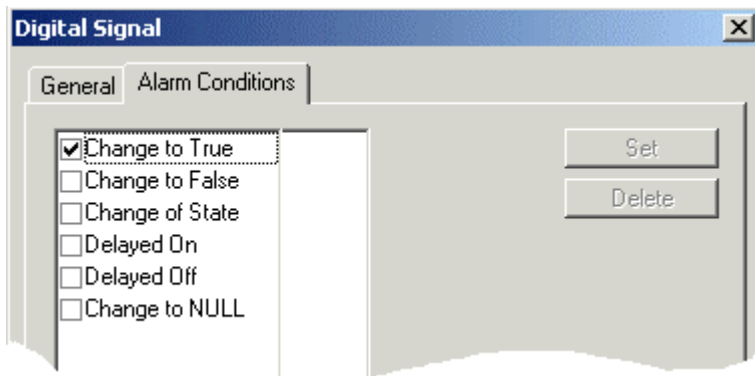 Digital Signal
General
Alarm Conditions
Change to True
Set
Change to False
Delete
Change of State
Delayed On
Delayed Off
Change to NULL